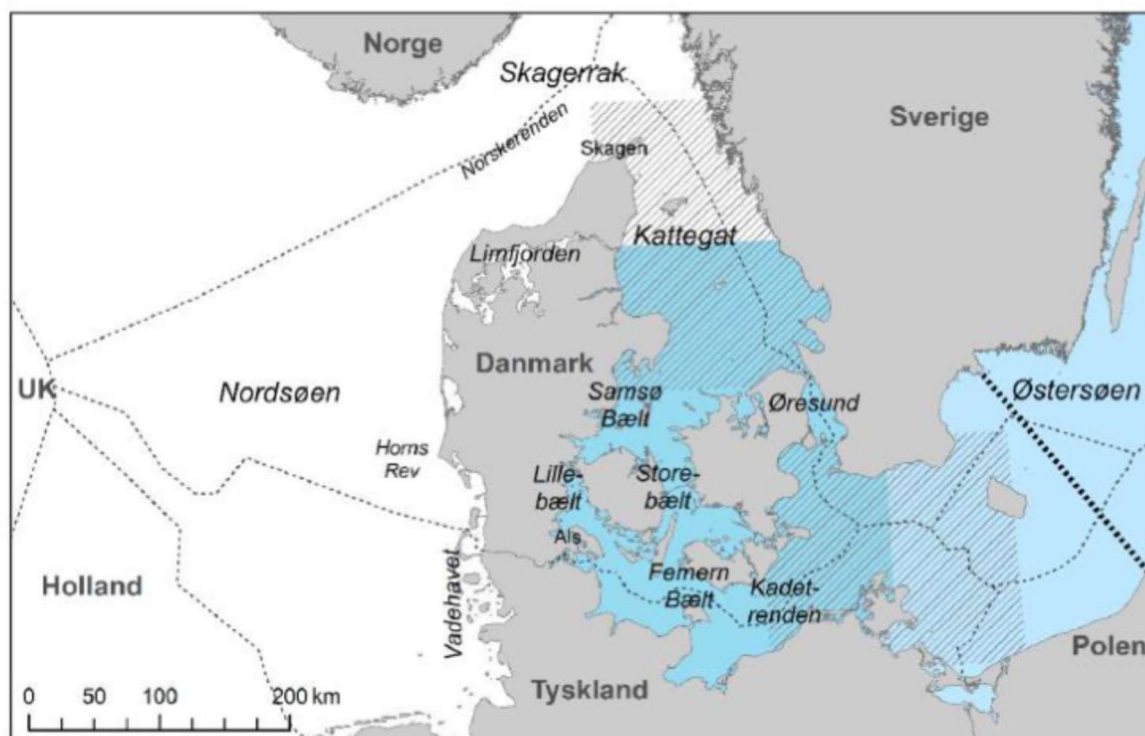 Norge
Skagerrak
Sverige
Norskerenden
Skagen
Kattegat
Limfjorden
Danmark
UK
Nordsøen
Samsø
Bælt
Øresund
Østersøen
Horns
Rev
Lille-
bælt
Store-
bælt
Als
Holland
Vadehavet
Femern
Bælt
Kadet-
renden
Polen
Tyskland
0 50 100 200 km